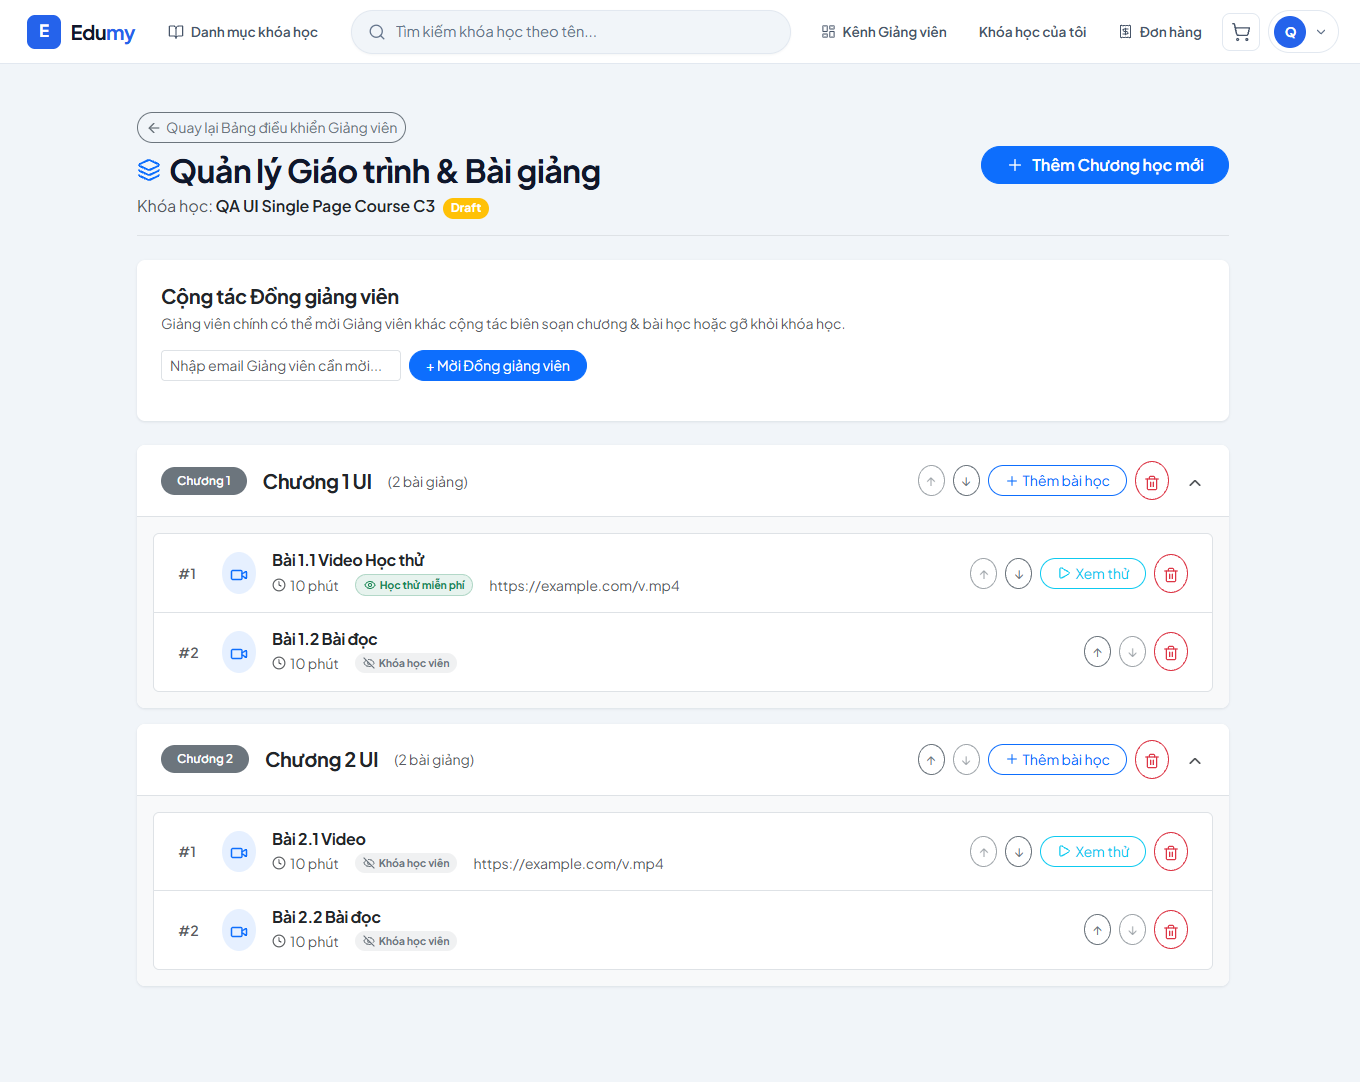 E Edumy Danh mục khóa học Tìm kiếm khóa học theo tên... Kênh Giảng viên Khóa học của tôi Đơn hàng Q
Quay lại Bảng điều khiển Giảng viên
Quản lý Giáo trình & Bài giảng
+ Thêm Chương học mới
Khóa học: QA UI Single Page Course C3 Draft
Cộng tác Đồng giảng viên
Giảng viên chính có thể mời Giảng viên khác cộng tác biên soạn chương & bài học hoặc gỡ khỏi khóa học.
Nhập email Giảng viên cần mời... + Mời Đồng giảng viên
Chương 1 Chương 1 UI (2 bài giảng) + Thêm bài học
#1 Bài 1.1 Video Học thử
10 phút Học thử miễn phí https://example.com/v.mp4 Xem thử
#2 Bài 1.2 Bài đọc
10 phút Khóa học viên
Chương 2 Chương 2 UI (2 bài giảng) + Thêm bài học
#1 Bài 2.1 Video
10 phút Khóa học viên https://example.com/v.mp4 Xem thử
#2 Bài 2.2 Bài đọc
10 phút Khóa học viên